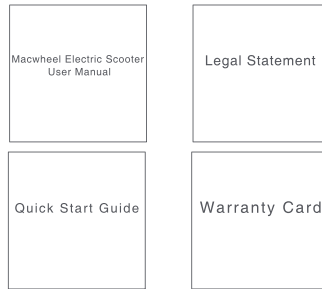 Macwheel Electric Scooter
User Manual
Legal Statement
Quick Start Guide
Warranty Card